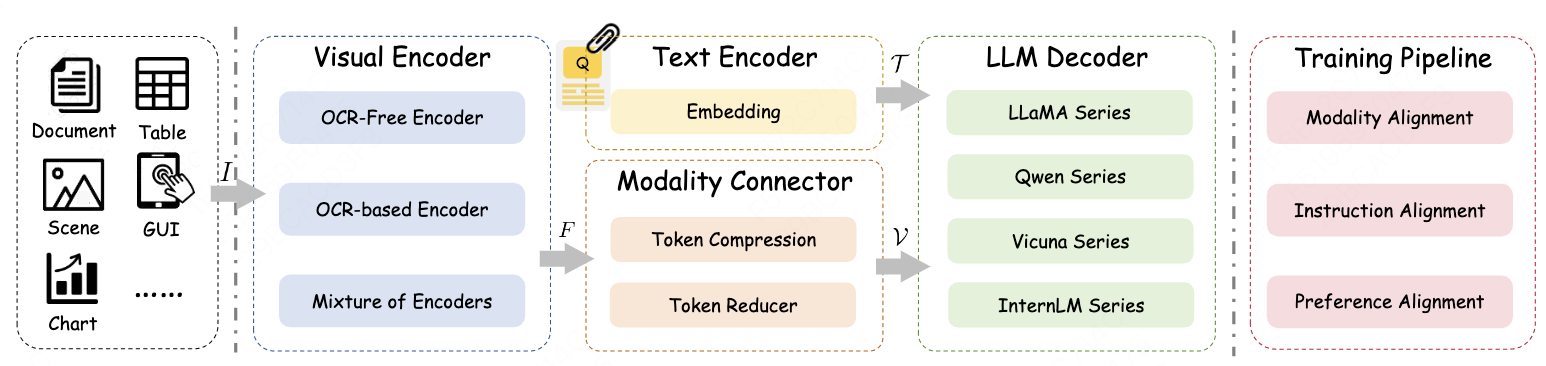 Document
Table
Scene
GUI
Chart
......
I
Visual Encoder
OCR-Free Encoder
OCR-based Encoder
Mixture of Encoders
F
Q
Text Encoder
Embedding
Modality Connector
Token Compression
Token Reducer
𝒯
𝒱
LLM Decoder
LLaMA Series
Qwen Series
Vicuna Series
InternLM Series
Training Pipeline
Modality Alignment
Instruction Alignment
Preference Alignment